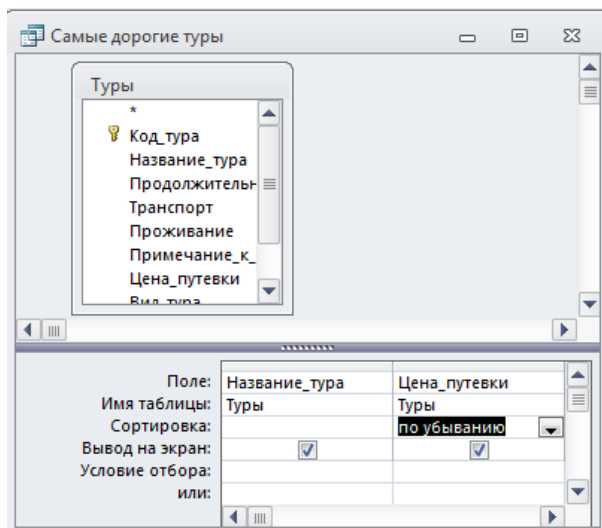 Самые дорогие туры
Туры
*
Код_тура
Название_тура
Продолжительн
Транспорт
Проживание
Примечание_к_
Цена_путевки
Вид_тура
Поле: Название_тура Цена_путевки
Имя таблицы: Туры Туры
Сортировка: по убыванию
Вывод на экран:
Условие отбора:
или: